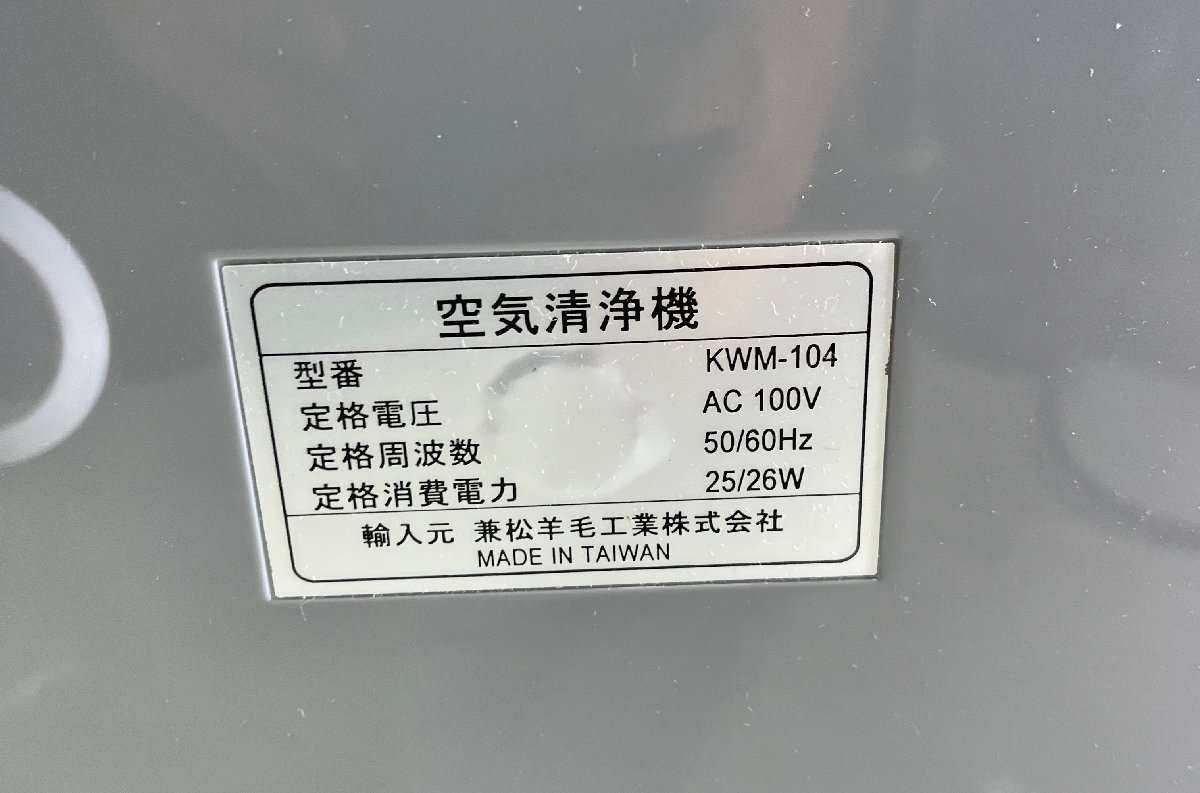 空気清浄機
型番 KWM-104
定格電圧 AC 100V
定格周波数 50/60Hz
定格消費電力 25/26W
輸入元 兼松羊毛工業株式会社
MADE IN TAIWAN